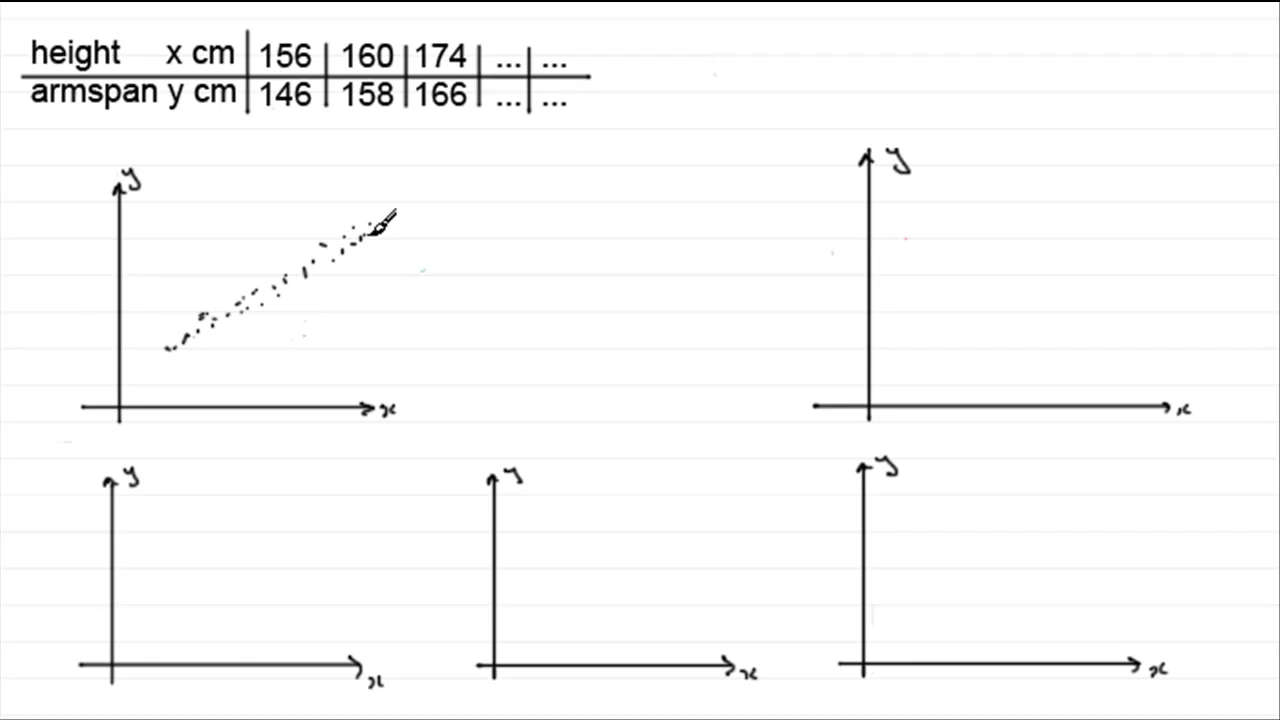 height x cm 156 160 174 ... ...
armspan y cm 146 158 166 ... ...
y
y
x
x
y
y
y
x
x
x